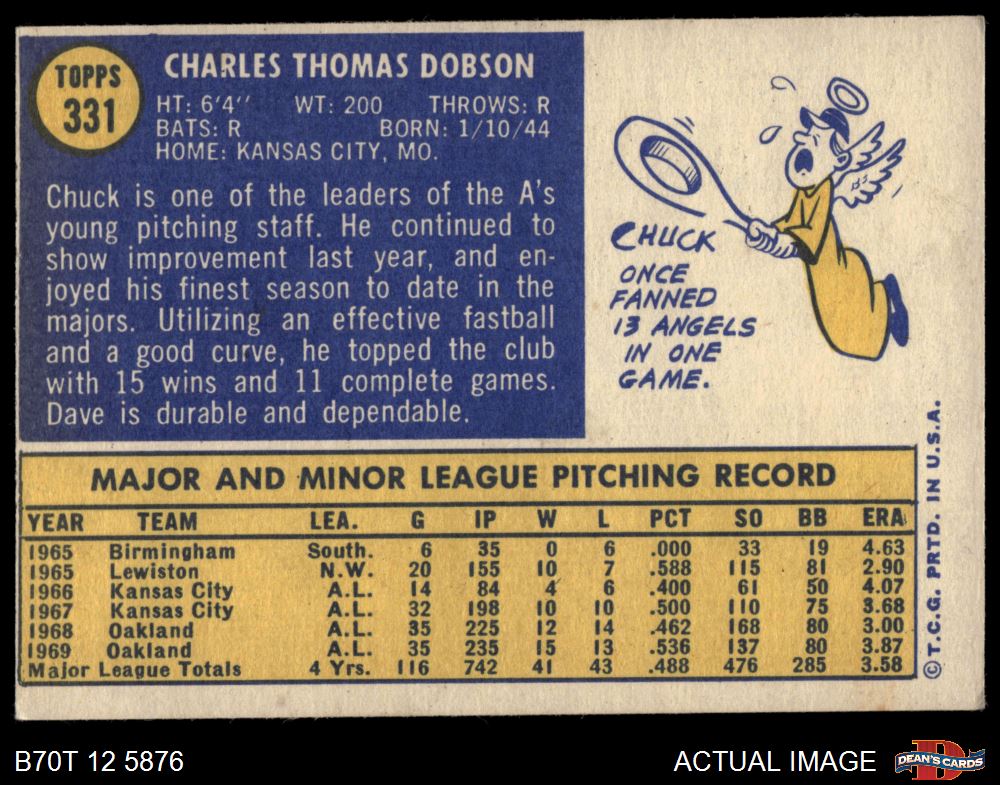 TOPPS
331
CHARLES THOMAS DOBSON
HT: 6'4" WT: 200 THROWS: R
BATS: R BORN: 1/10/44
HOME: KANSAS CITY, MO.
Chuck is one of the leaders of the A's
young pitching staff. He continued to
show improvement last year, and en-
joyed his finest season to date in the
majors. Utilizing an effective fastball
and a good curve, he topped the club
with 15 wins and 11 complete games.
Dave is durable and dependable.
CHUCK
ONCE
FANNED
13 ANGELS
IN ONE
GAME.
MAJOR AND MINOR LEAGUE PITCHING RECORD
YEAR TEAM LEA. G IP W L PCT SO BB ERA
1965 Birmingham South. 6 35 0 6 .000 33 19 4.63
1965 Lewiston N.W. 20 155 10 7 .588 115 81 2.90
1966 Kansas City A.L. 14 84 4 6 .400 61 50 4.07
1967 Kansas City A.L. 32 198 10 10 .500 110 75 3.68
1968 Oakland A.L. 35 225 12 14 .462 168 80 3.00
1969 Oakland A.L. 35 235 15 13 .536 137 80 3.87
Major League Totals 4 Yrs. 116 742 41 43 .488 476 285 3.58
© T.C.G. PRTD. IN U.S.A.
B70T 12 5876
ACTUAL IMAGE
D
DEAN'S CARDS